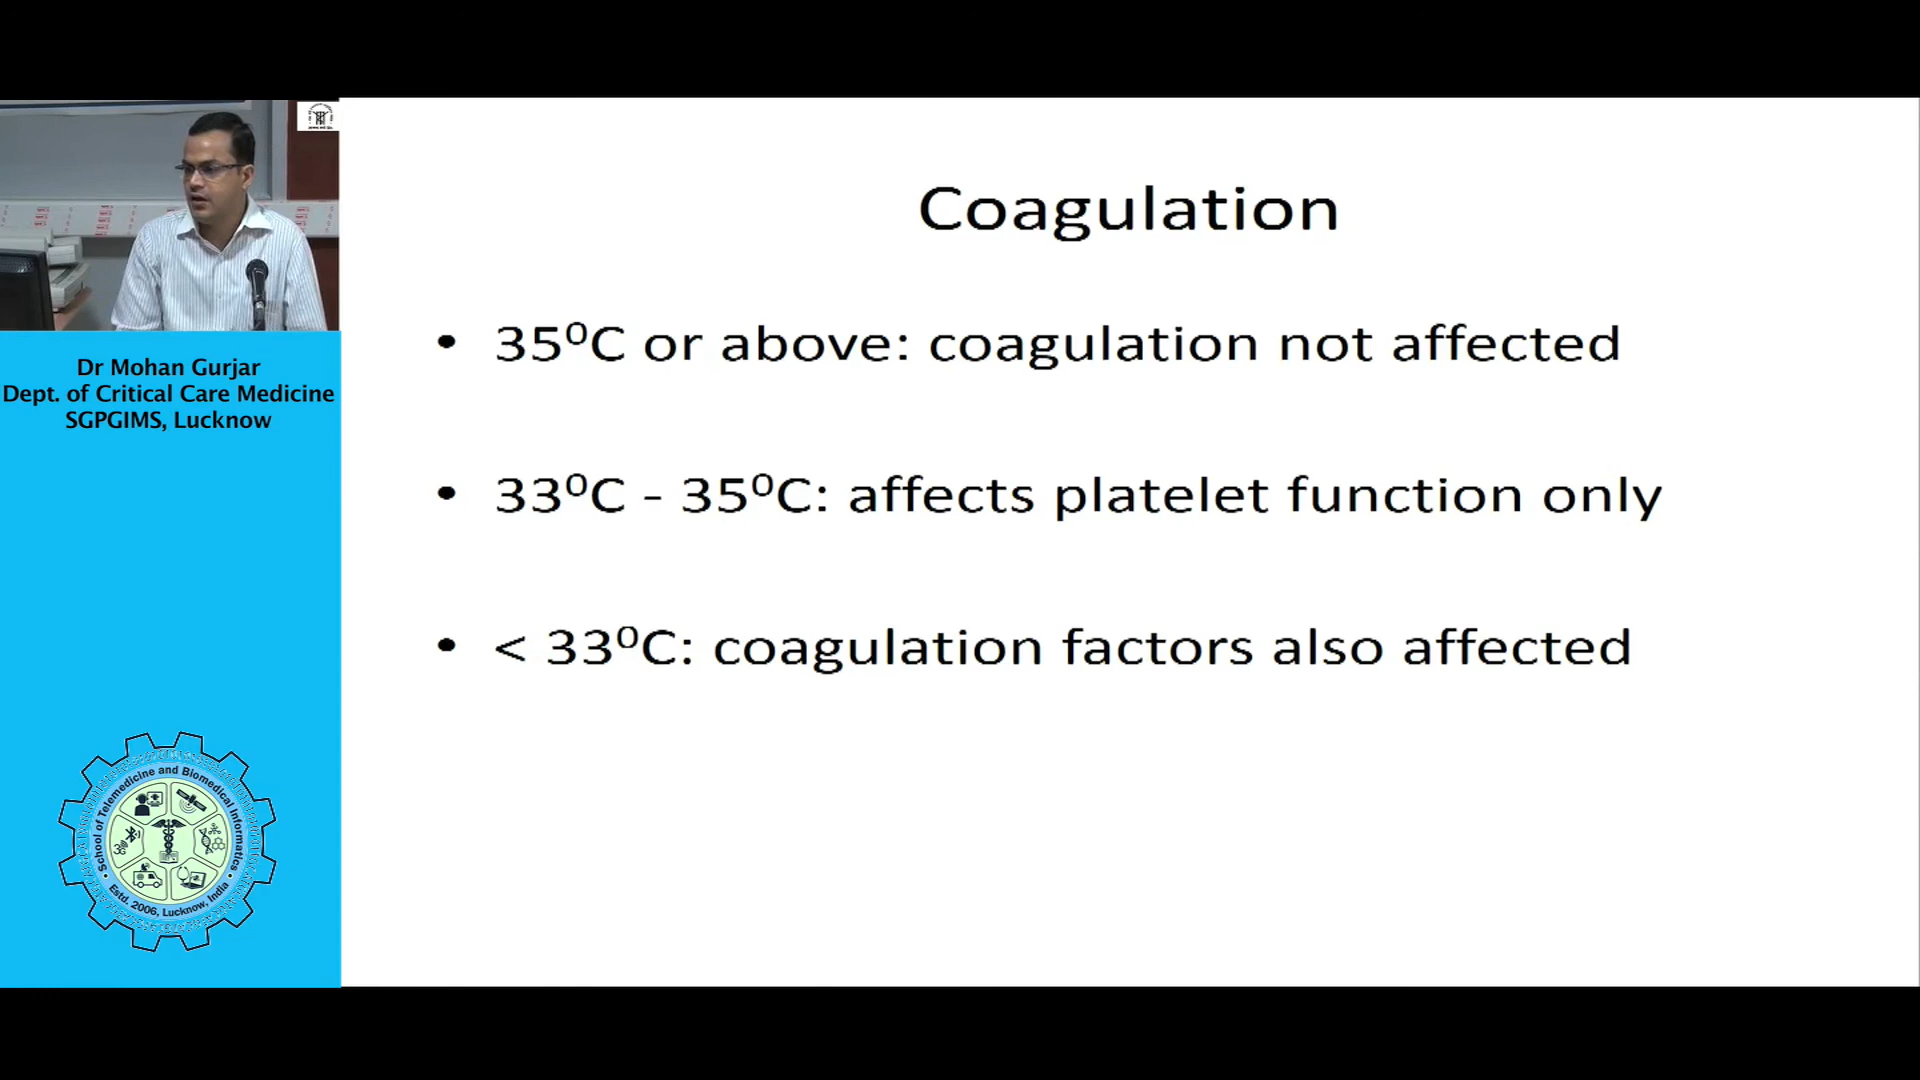 Coagulation
• 35⁰C or above: coagulation not affected
• 33⁰C - 35⁰C: affects platelet function only
• < 33⁰C: coagulation factors also affected
Dr Mohan Gurjar
Dept. of Critical Care Medicine
SGPGIMS, Lucknow
School of Telemedicine and Biomedical Informatics
Estd. 2006, Lucknow, India